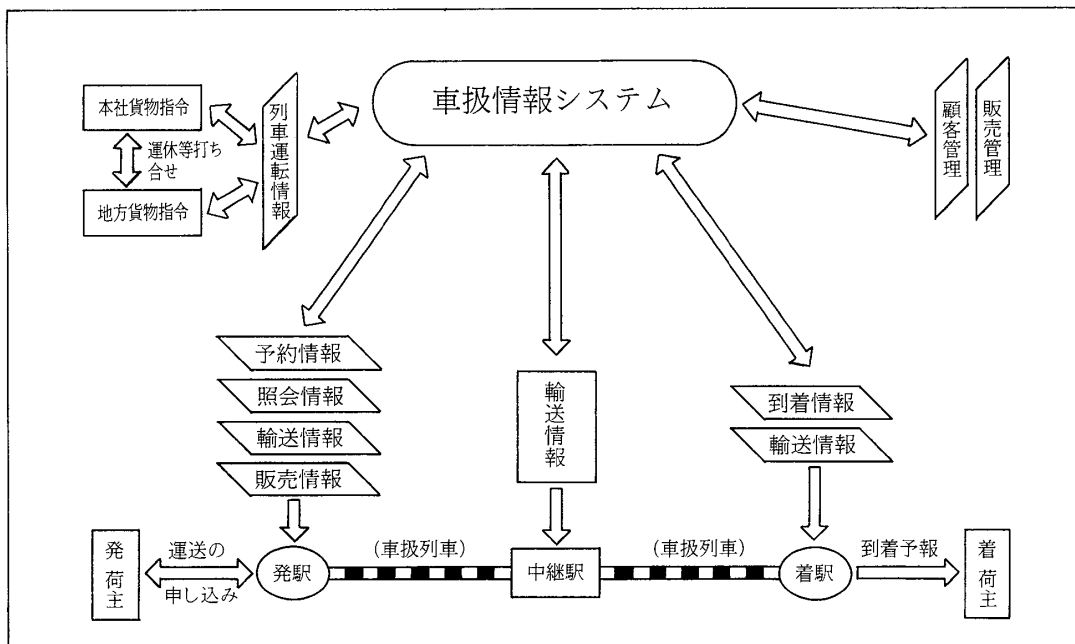 車扱情報システム
本社貨物指令
運休等打ち
合せ
地方貨物指令
列車運転情報
顧客管理
販売管理
予約情報
照会情報
輸送情報
販売情報
輸送情報
到着情報
輸送情報
発荷主
運送の
申し込み
発駅
(車扱列車)
中継駅
(車扱列車)
着駅
到着予報
着荷主